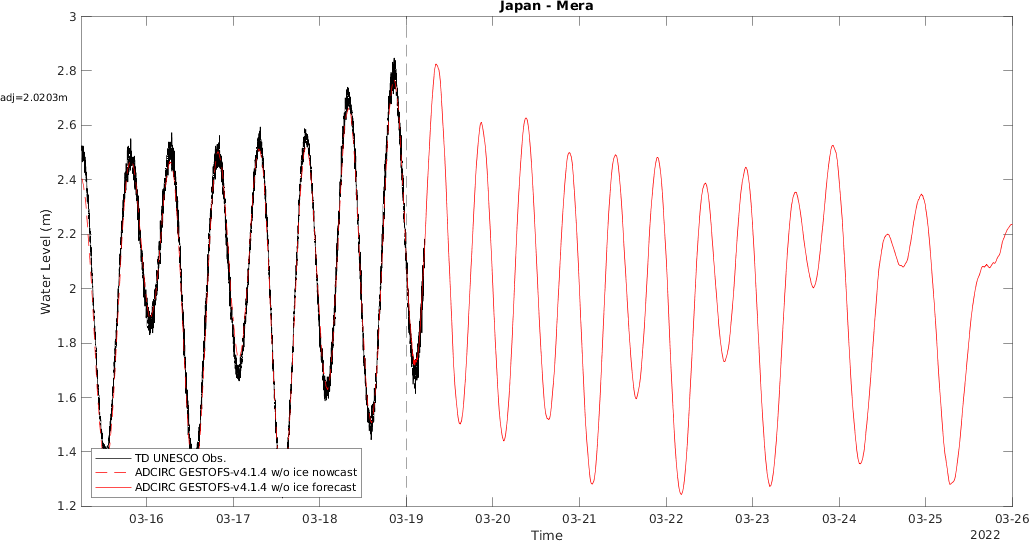 Japan - Mera
3
2.8
adj=2.0203m
2.6
2.4
2.2
2
1.8
1.6
1.4
1.2
Water Level (m)
TD UNESCO Obs.
ADCIRC GESTOFS-v4.1.4 w/o ice nowcast
ADCIRC GESTOFS-v4.1.4 w/o ice forecast
03-16 03-17 03-18 03-19 03-20 03-21 03-22 03-23 03-24 03-25 03-26
Time
2022